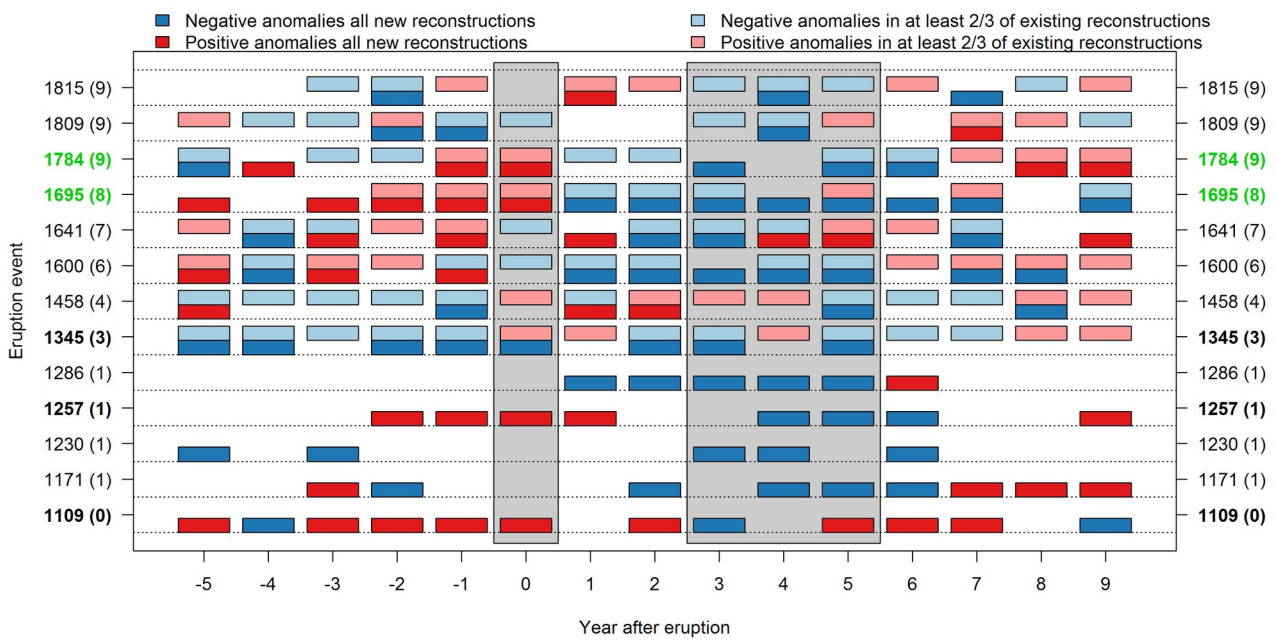 Negative anomalies all new reconstructions
Negative anomalies in at least 2/3 of existing reconstructions
Positive anomalies all new reconstructions
Positive anomalies in at least 2/3 of existing reconstructions
1815 (9) 1815 (9)
1809 (9) 1809 (9)
1784 (9) 1784 (9)
1695 (8) 1695 (8)
1641 (7) 1641 (7)
1600 (6) 1600 (6)
1458 (4) 1458 (4)
1345 (3) 1345 (3)
1286 (1) 1286 (1)
1257 (1) 1257 (1)
1230 (1) 1230 (1)
1171 (1) 1171 (1)
1109 (0) 1109 (0)
Eruption event
-5 -4 -3 -2 -1 0 1 2 3 4 5 6 7 8 9
Year after eruption